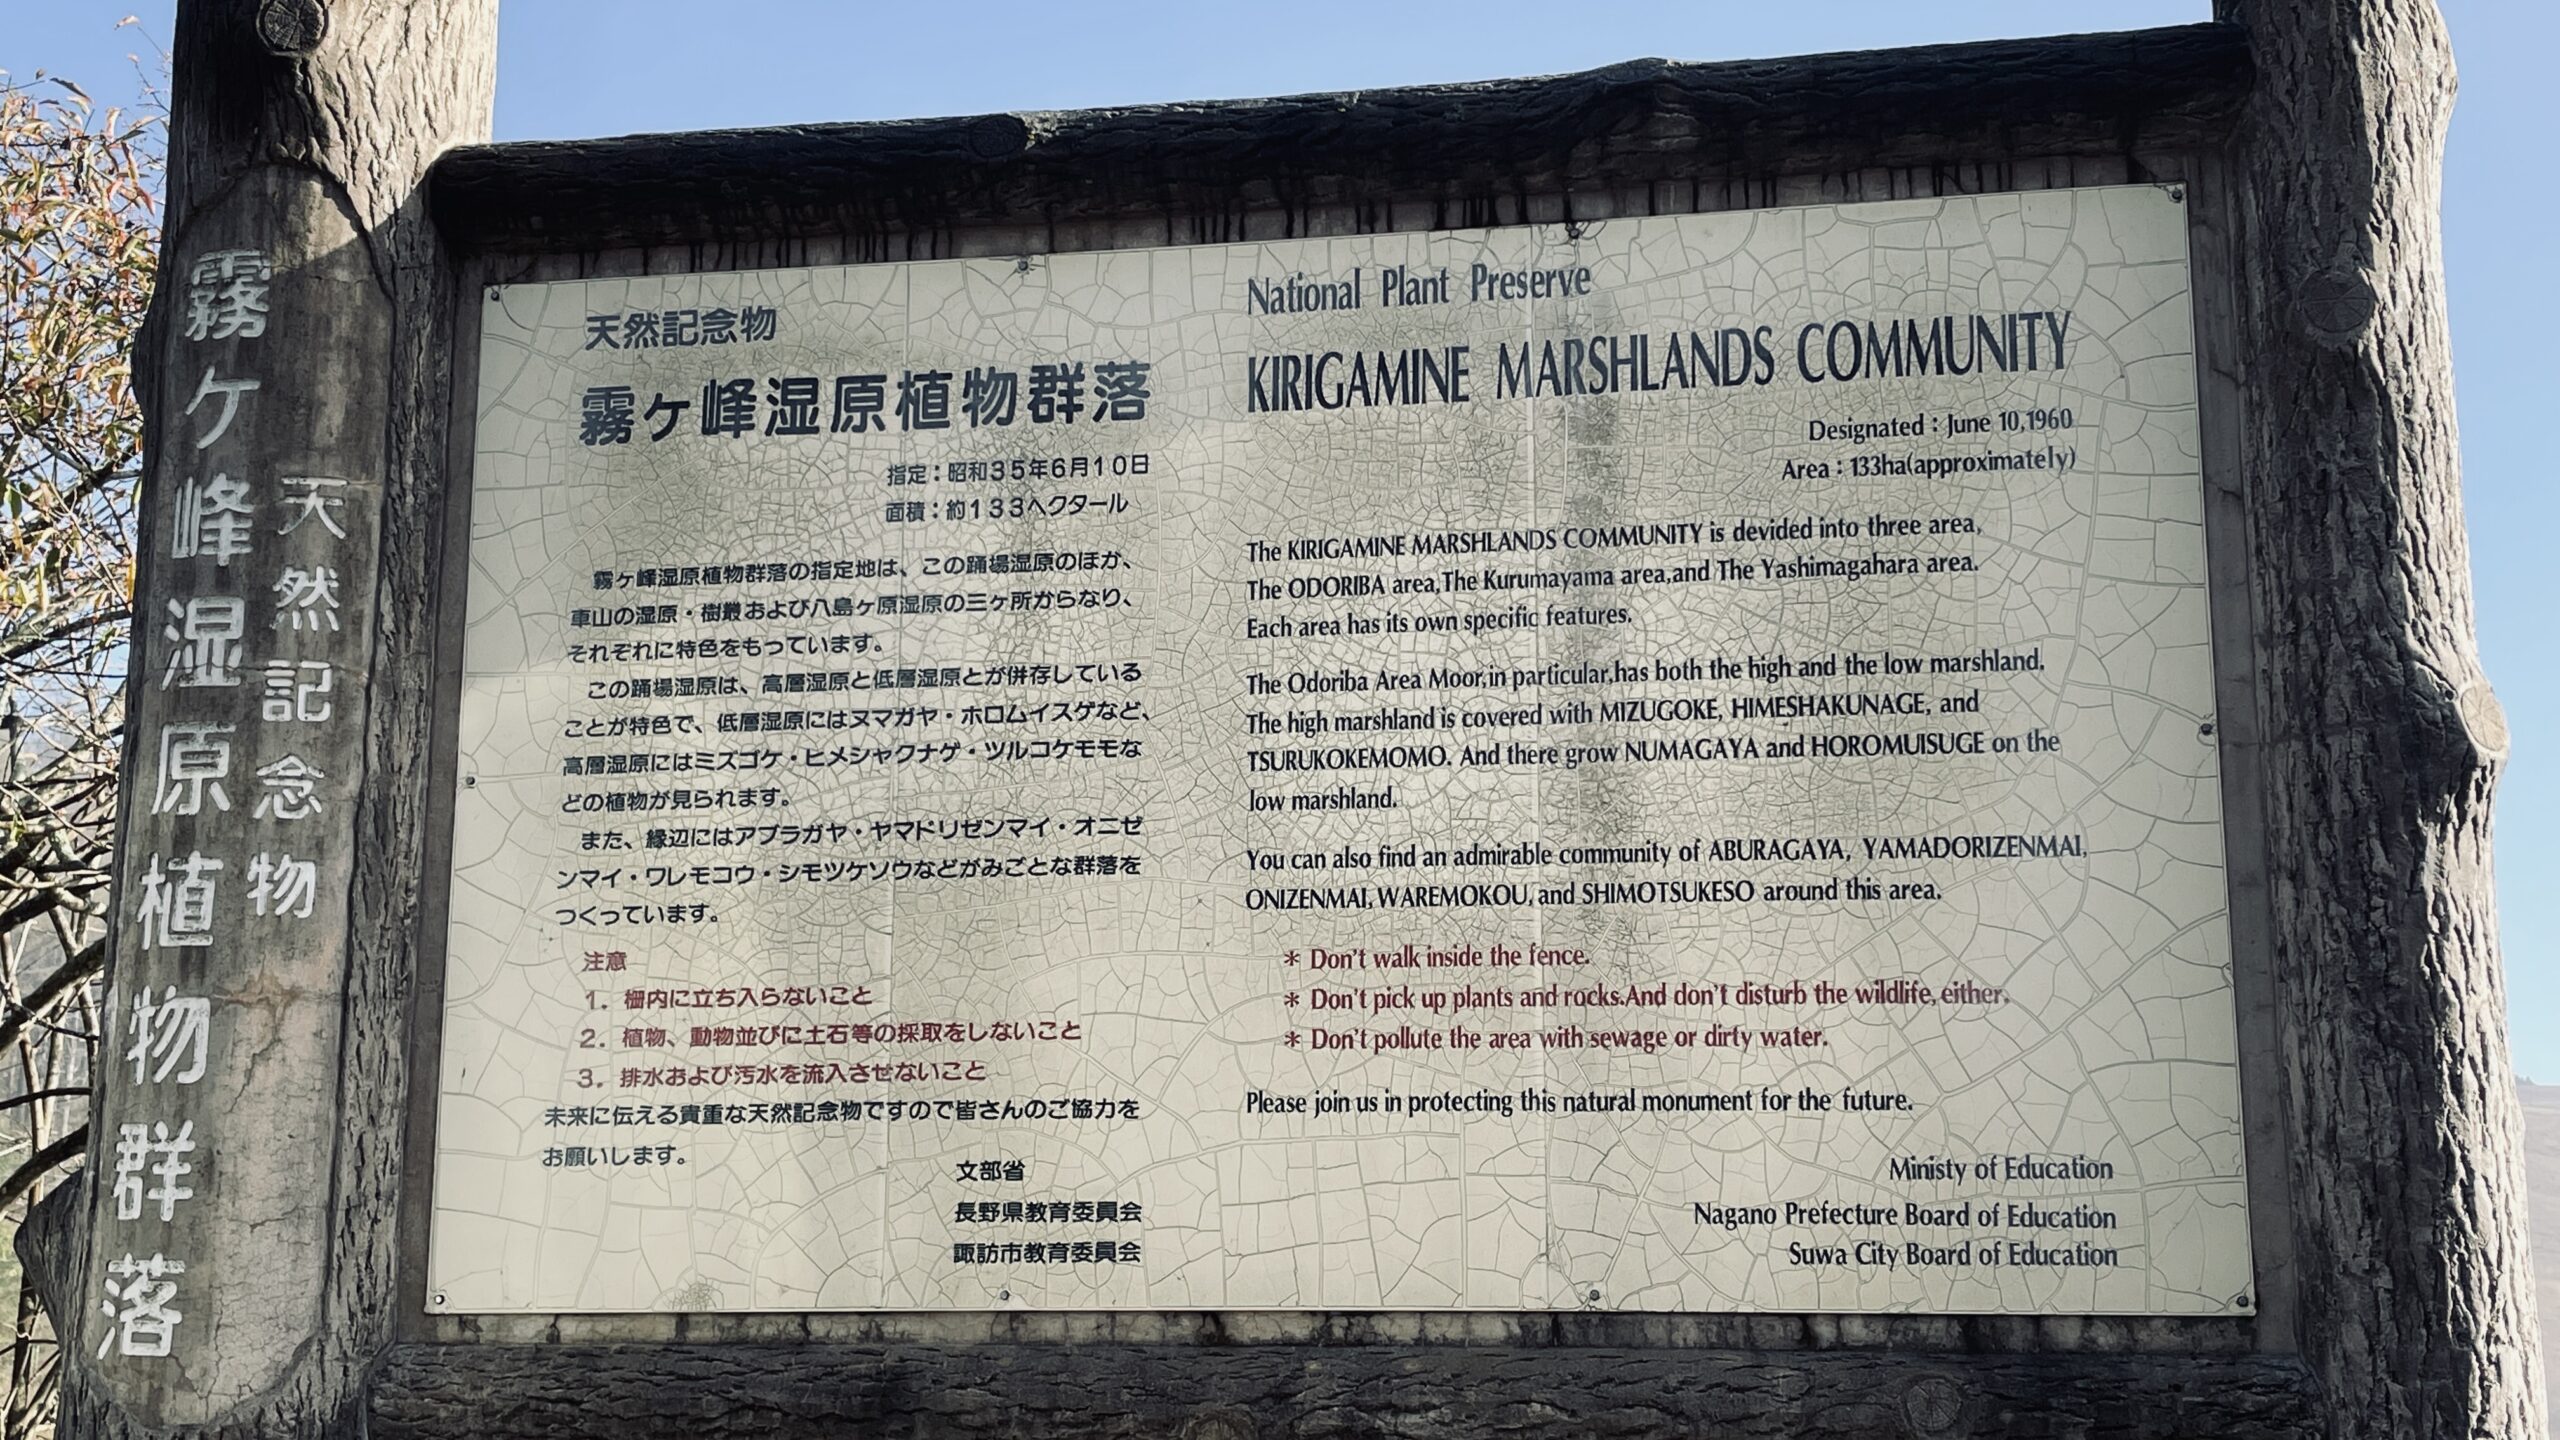 霧ヶ峰湿原植物群落
天然記念物
天然記念物
霧ヶ峰湿原植物群落
指定：昭和35年6月10日
面積：約133ヘクタール
霧ヶ峰湿原植物群落の指定地は、この踊場湿原のほか、
車山の湿原・樹叢および八島ヶ原湿原の三ヶ所からなり、
それぞれに特色をもっています。
この踊場湿原は、高層湿原と低層湿原とが併存している
ことが特色で、低層湿原にはヌマガヤ・ホロムイスゲなど、
高層湿原にはミズゴケ・ヒメシャクナゲ・ツルコケモモな
どの植物が見られます。
また、縁辺にはアブラガヤ・ヤマドリゼンマイ・オニゼ
ンマイ・ワレモコウ・シモツケソウなどがみごとな群落を
つくっています。
注意
1．柵内に立ち入らないこと
2．植物、動物並びに土石等の採取をしないこと
3．排水および汚水を流入させないこと
未来に伝える貴重な天然記念物ですので皆さんのご協力を
お願いします。
文部省
長野県教育委員会
諏訪市教育委員会
National Plant Preserve
KIRIGAMINE MARSHLANDS COMMUNITY
Designated：June 10,1960
Area：133ha(approximately)
The KIRIGAMINE MARSHLANDS COMMUNITY is devided into three area,
The ODORIBA area,The Kurumayama area,and The Yashimagahara area.
Each area has its own specific features.
The Odoriba Area Moor,in particular,has both the high and the low marshland.
The high marshland is covered with MIZUGOKE, HIMESHAKUNAGE, and
TSURUKOKEMOMO. And there grow NUMAGAYA and HOROMUISUGE on the
low marshland.
You can also find an admirable community of ABURAGAYA, YAMADORIZENMAI,
ONIZENMAI, WAREMOKOU, and SHIMOTSUKESO around this area.
* Don't walk inside the fence.
* Don't pick up plants and rocks.And don't disturb the wildlife, either.
* Don't pollute the area with sewage or dirty water.
Please join us in protecting this natural monument for the future.
Ministy of Education
Nagano Prefecture Board of Education
Suwa City Board of Education